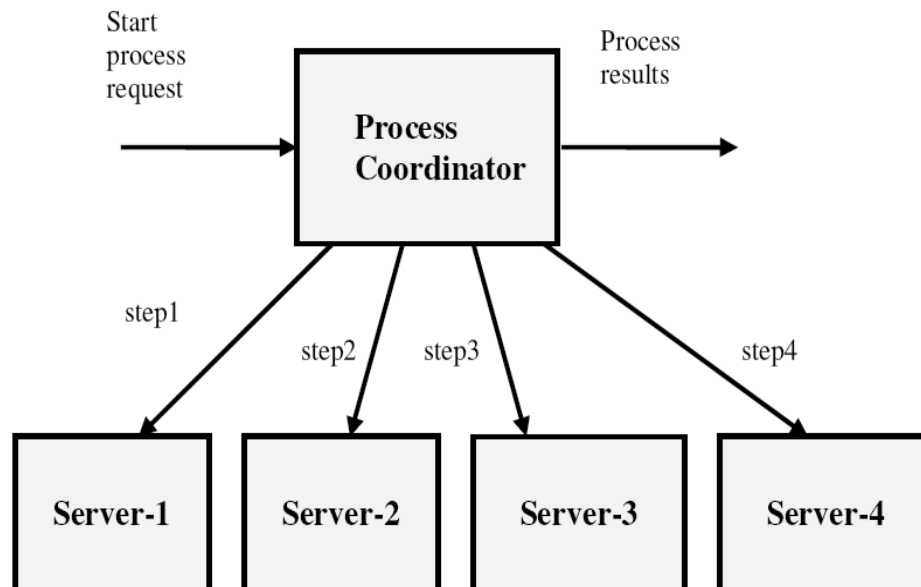 Start
process
request
Process
results
Process
Coordinator
step1
step2
step3
step4
Server-1
Server-2
Server-3
Server-4